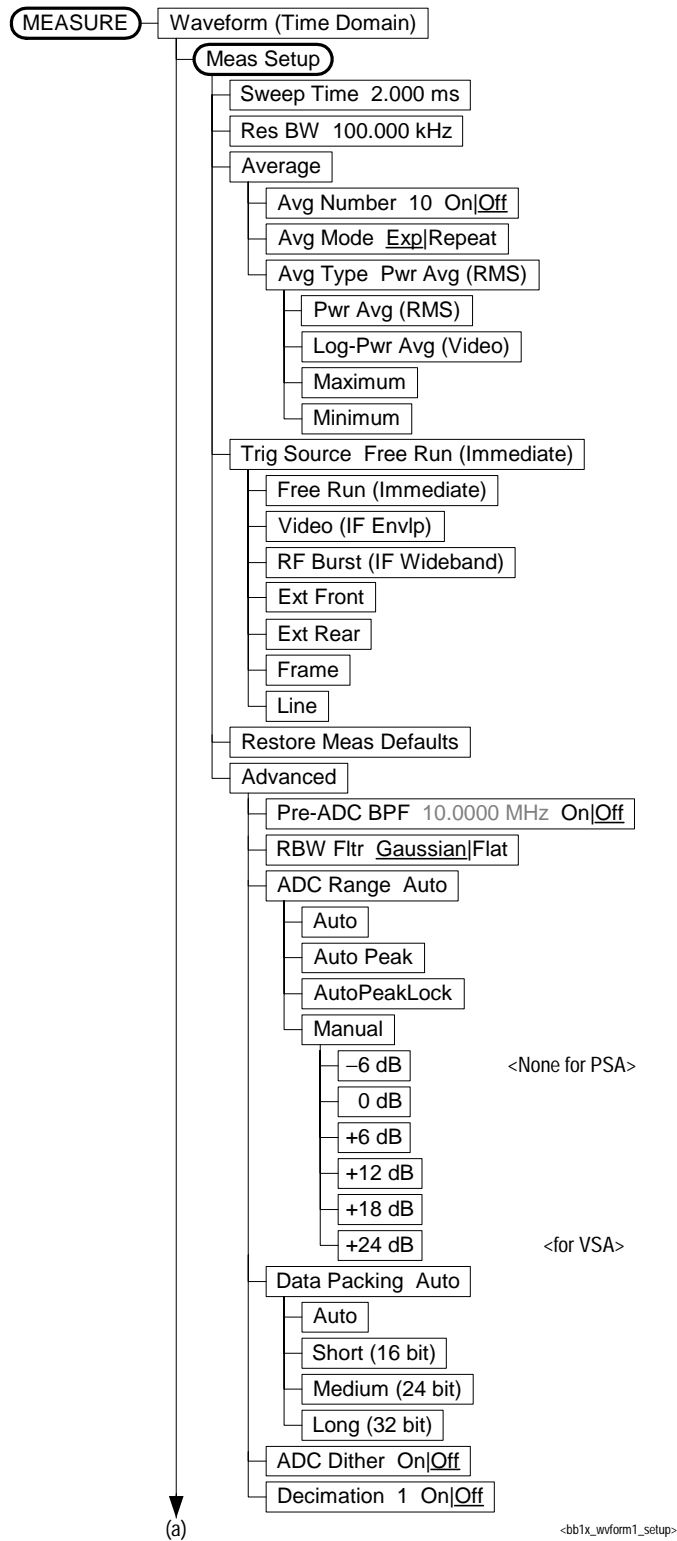 MEASURE Waveform (Time Domain)
Meas Setup
Sweep Time 2.000 ms
Res BW 100.000 kHz
Average
Avg Number 10 On|Off
Avg Mode Exp|Repeat
Avg Type Pwr Avg (RMS)
Pwr Avg (RMS)
Log-Pwr Avg (Video)
Maximum
Minimum
Trig Source Free Run (Immediate)
Free Run (Immediate)
Video (IF Envlp)
RF Burst (IF Wideband)
Ext Front
Ext Rear
Frame
Line
Restore Meas Defaults
Advanced
Pre-ADC BPF 10.0000 MHz On|Off
RBW Fltr Gaussian|Flat
ADC Range Auto
Auto
Auto Peak
AutoPeakLock
Manual
−6 dB <None for PSA>
0 dB
+6 dB
+12 dB
+18 dB
+24 dB <for VSA>
Data Packing Auto
Auto
Short (16 bit)
Medium (24 bit)
Long (32 bit)
ADC Dither On|Off
Decimation 1 On|Off
(a) <bb1x_wvform1_setup>